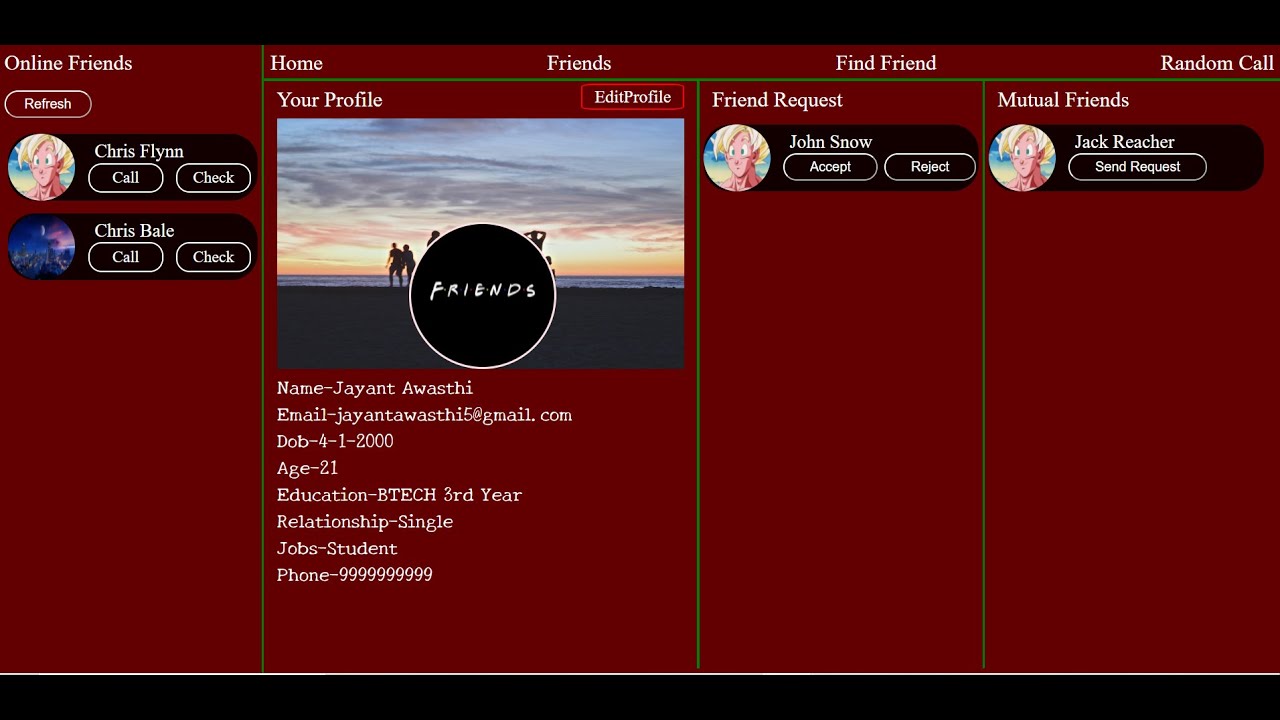 Online Friends
Refresh
Chris Flynn
Call Check
Chris Bale
Call Check
Home Friends Find Friend Random Call
Your Profile EditProfile
FRIENDS
Name-Jayant Awasthi
Email-jayantawasthi5@gmail.com
Dob-4-1-2000
Age-21
Education-BTECH 3rd Year
Relationship-Single
Jobs-Student
Phone-9999999999
Friend Request
John Snow
Accept Reject
Mutual Friends
Jack Reacher
Send Request